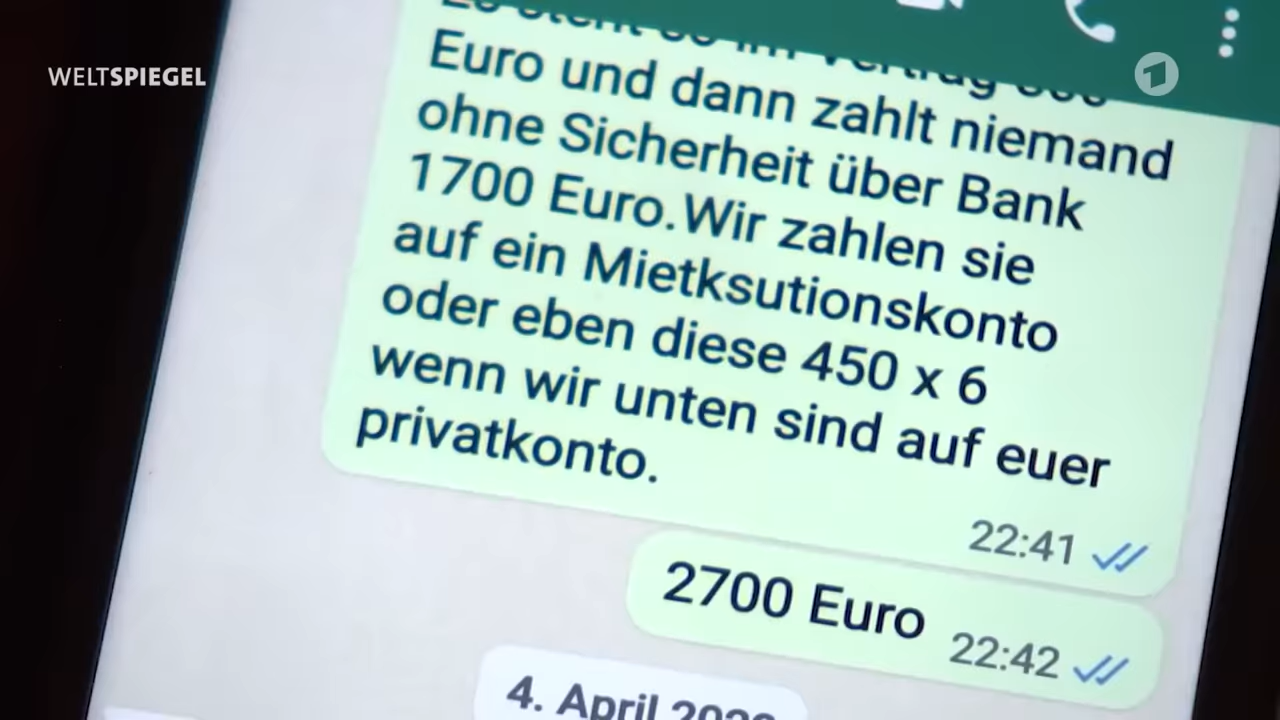 WELTSPIEGEL
1
Euro und dann zahlt niemand
ohne Sicherheit über Bank
1700 Euro.Wir zahlen sie
auf ein Mietksutionskonto
oder eben diese 450 x 6
wenn wir unten sind auf euer
privatkonto.
22:41
2700 Euro
22:42
4. April